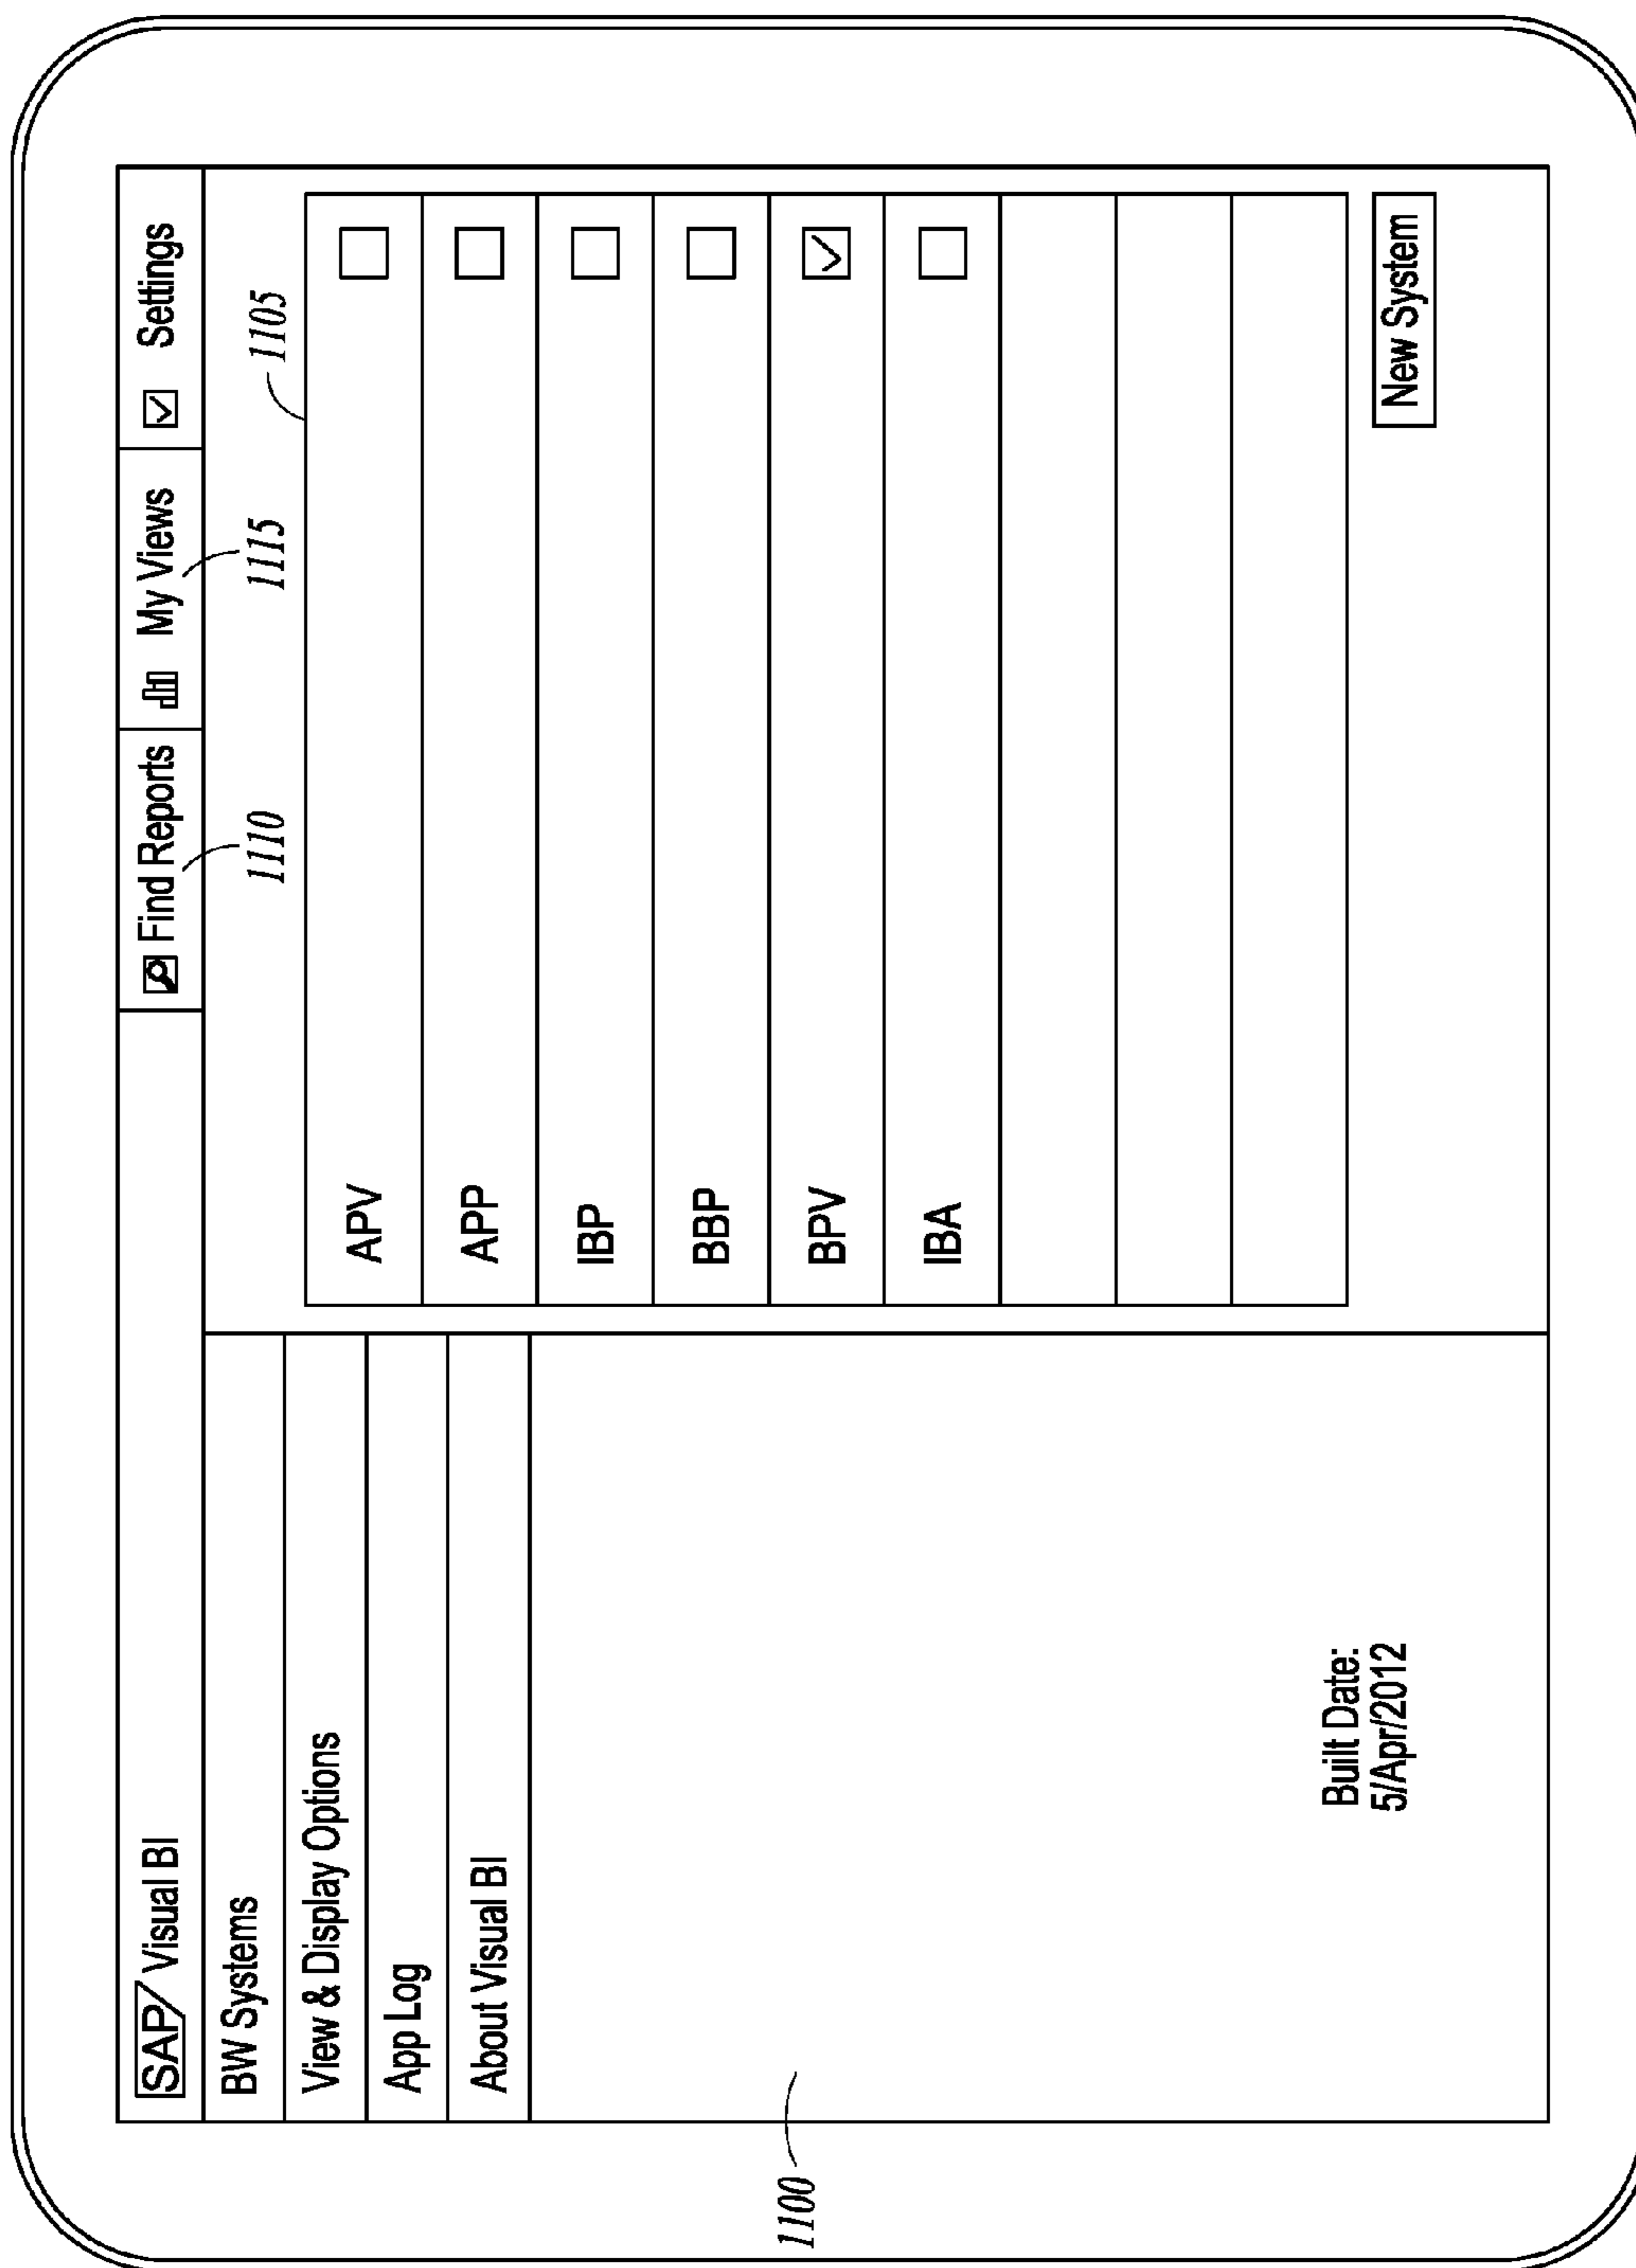 SAP Visual BI
Find Reports
My Views
Settings
1110
1115
1105
BW Systems
View & Display Options
App Log
About Visual BI
APV
APP
IBP
BBP
BPV
IBA
1100
Built Date:
5/Apr/2012
New System